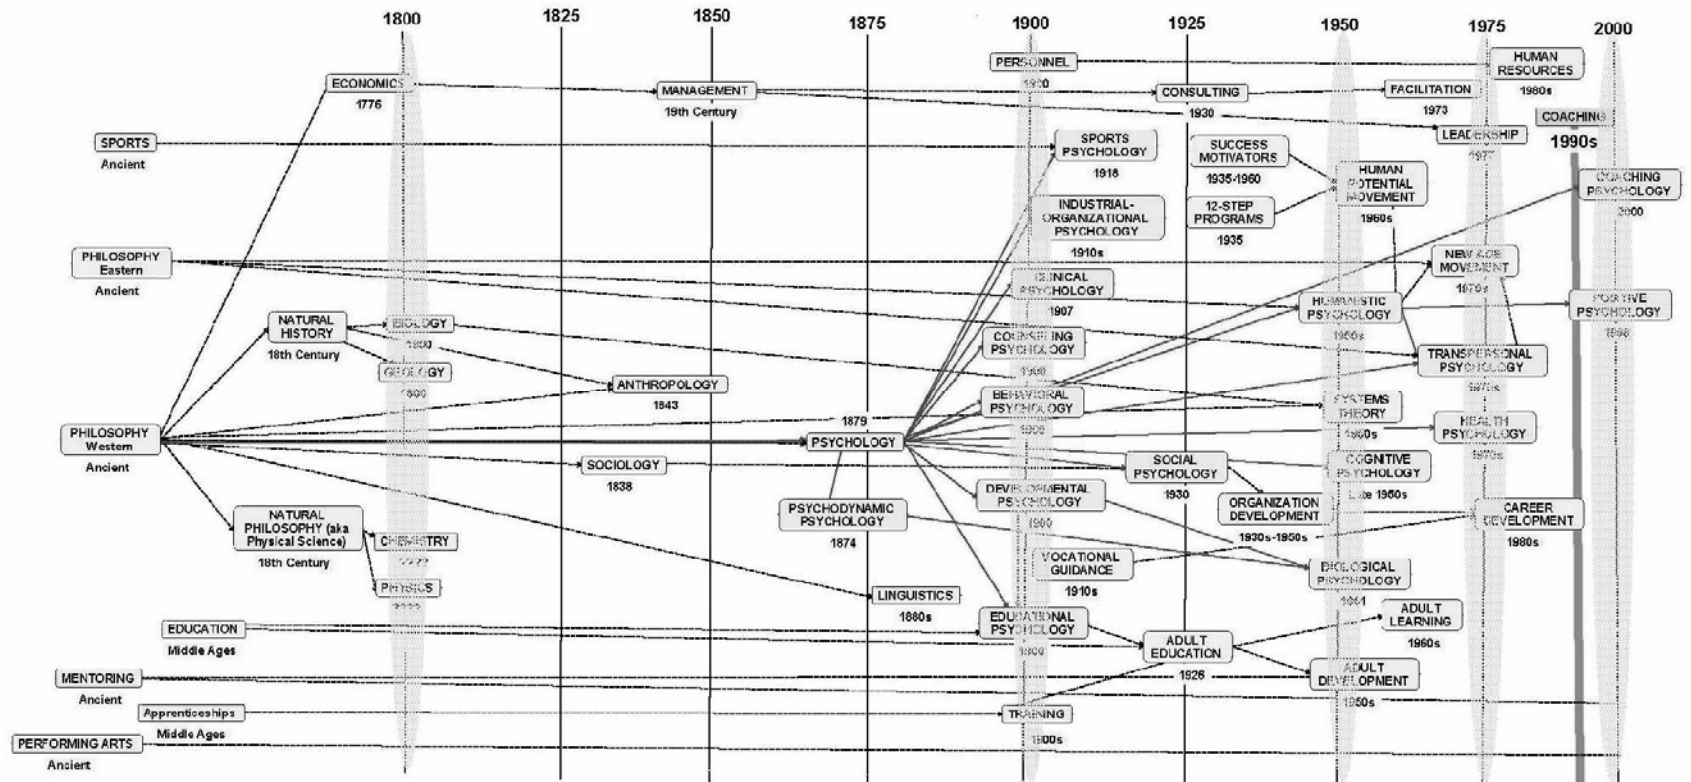 1800
1825
1850
1875
1900
1925
1950
1975
2000
PERSONNEL
1900
HUMAN
RESOURCES
1980s
ECONOMICS
1776
MANAGEMENT
19th Century
CONSULTING
1930
FACILITATION
1973
COACHING
1990s
LEADERSHIP
SPORTS
Ancient
SPORTS
PSYCHOLOGY
1918
SUCCESS
MOTIVATORS
1935-1960
HUMAN
POTENTIAL
MOVEMENT
1960s
COACHING
PSYCHOLOGY
2000
INDUSTRIAL-
ORGANIZATIONAL
PSYCHOLOGY
1910s
12-STEP
PROGRAMS
1935
PHILOSOPHY
Eastern
Ancient
NEW AGE
MOVEMENT
1970s
CLINICAL
PSYCHOLOGY
1907
HUMANISTIC
PSYCHOLOGY
1950s
POSITIVE
PSYCHOLOGY
1998
NATURAL
HISTORY
18th Century
BIOLOGY
1800
COUNSELING
PSYCHOLOGY
1908
GEOLOGY
1800
TRANSPERSONAL
PSYCHOLOGY
1970s
ANTHROPOLOGY
1843
BEHAVIORAL
PSYCHOLOGY
SYSTEMS
THEORY
1950s
PHILOSOPHY
Western
Ancient
1879
PSYCHOLOGY
HEALTH
PSYCHOLOGY
1970s
SOCIOLOGY
1838
SOCIAL
PSYCHOLOGY
1930
COGNITIVE
PSYCHOLOGY
Late 1950s
DEVELOPMENTAL
PSYCHOLOGY
1900
PSYCHODYNAMIC
PSYCHOLOGY
1874
ORGANIZATION
DEVELOPMENT
1930s-1950s
CAREER
DEVELOPMENT
1980s
NATURAL
PHILOSOPHY (aka
Physical Science)
18th Century
CHEMISTRY
VOCATIONAL
GUIDANCE
1910s
BIOLOGICAL
PSYCHOLOGY
PHYSICS
LINGUISTICS
1880s
EDUCATION
Middle Ages
EDUCATIONAL
PSYCHOLOGY
ADULT
LEARNING
1960s
ADULT
EDUCATION
1926
ADULT
DEVELOPMENT
1950s
MENTORING
Ancient
Apprenticeships
Middle Ages
TRAINING
1900s
PERFORMING ARTS
Ancient